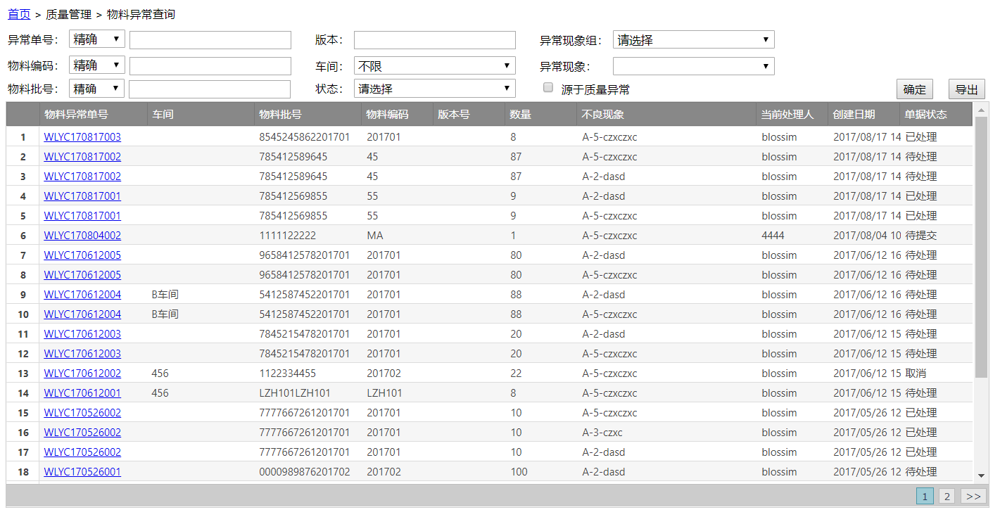 首页 > 质量管理 > 物料异常查询
异常单号： 精确 版本： 异常现象组： 请选择
物料编码： 精确 车间： 不限 异常现象：
物料批号： 精确 状态： 请选择 源于质量异常 确定 导出
物料异常单号 车间 物料批号 物料编码 版本号 数量 不良现象 当前处理人 创建日期 单据状态
1 WLYC170817003 8545245862201701 201701 8 A-5-czxczxc blossim 2017/08/17 14 已处理
2 WLYC170817002 785412589645 45 87 A-5-czxczxc blossim 2017/08/17 14 待处理
3 WLYC170817002 785412589645 45 87 A-2-dasd blossim 2017/08/17 14 待处理
4 WLYC170817001 785412569855 55 9 A-2-dasd blossim 2017/08/17 14 已处理
5 WLYC170817001 785412569855 55 9 A-5-czxczxc blossim 2017/08/17 14 已处理
6 WLYC170804002 1111122222 MA 1 A-5-czxczxc 4444 2017/08/04 10 待提交
7 WLYC170612005 9658412578201701 201701 80 A-2-dasd blossim 2017/06/12 16 待处理
8 WLYC170612005 9658412578201701 201701 80 A-5-czxczxc blossim 2017/06/12 16 待处理
9 WLYC170612004 B车间 5412587452201701 201701 88 A-2-dasd blossim 2017/06/12 16 待处理
10 WLYC170612004 B车间 5412587452201701 201701 88 A-5-czxczxc blossim 2017/06/12 16 待处理
11 WLYC170612003 7845215478201701 201701 20 A-2-dasd blossim 2017/06/12 15 待处理
12 WLYC170612003 7845215478201701 201701 20 A-5-czxczxc blossim 2017/06/12 15 待处理
13 WLYC170612002 456 1122334455 201702 22 A-5-czxczxc blossim 2017/06/12 15 取消
14 WLYC170612001 456 LZH101LZH101 LZH101 8 A-5-czxczxc blossim 2017/06/12 15 待处理
15 WLYC170526002 7777667261201701 201701 10 A-5-czxczxc blossim 2017/05/26 12 已处理
16 WLYC170526002 7777667261201701 201701 10 A-3-czxc blossim 2017/05/26 12 已处理
17 WLYC170526002 7777667261201701 201701 10 A-2-dasd blossim 2017/05/26 12 已处理
18 WLYC170526001 0000989876201702 201702 100 A-2-dasd blossim 2017/05/26 12 待处理
1 2 >>